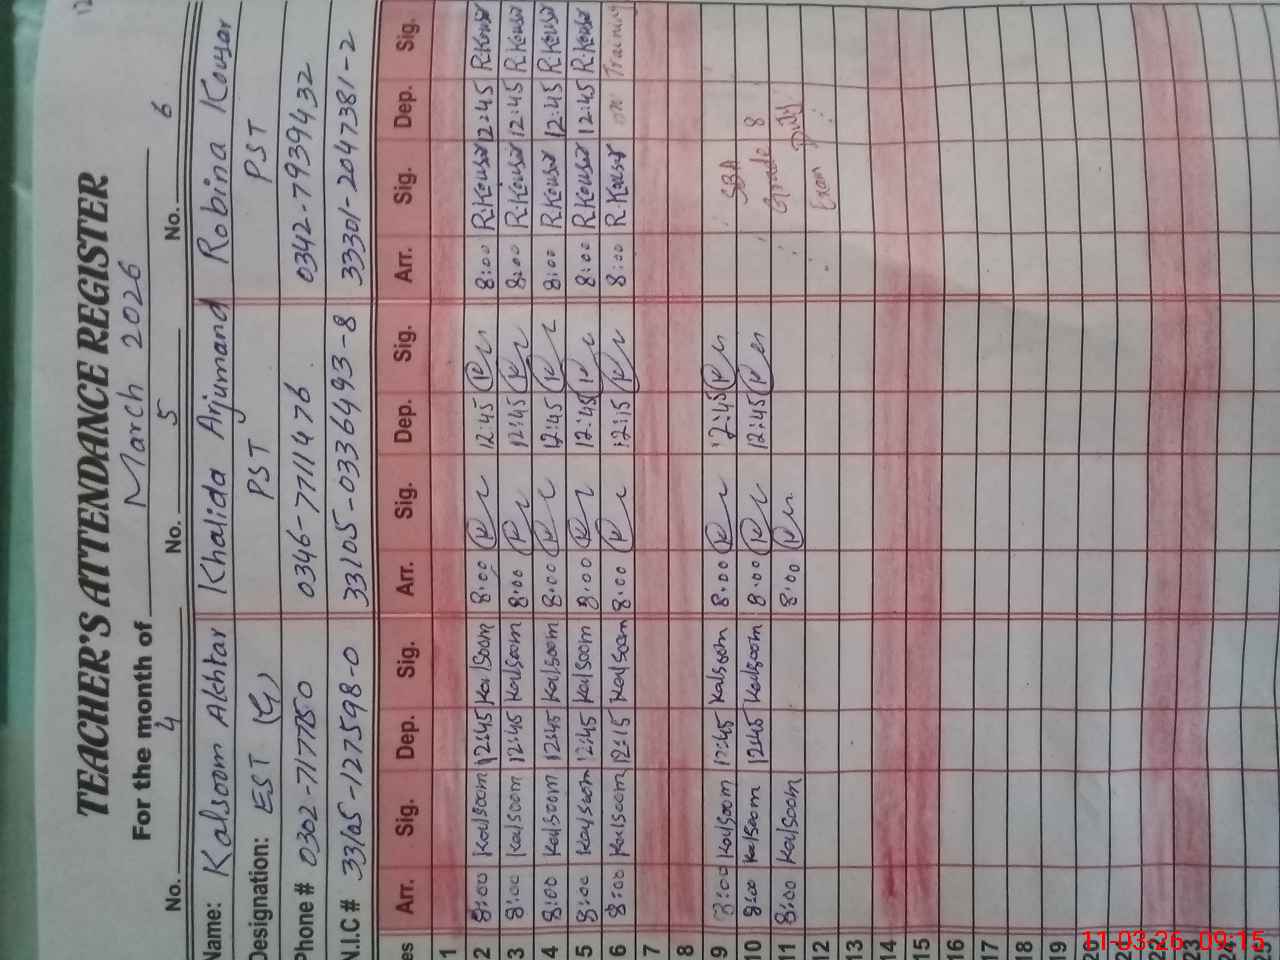 TEACHER'S ATTENDANCE REGISTER
For the month of March 2026
No. 4 No. 5 No. 6
Name: Kalsoom Akhtar Khalida Arjumand Robina Kousar
Designation: EST (G) PST PST
Phone # 0302-7177750 0346-7711476 0342-7939432
N.I.C # 33105-0336493-8 33301-2047381-2
es Arr. Sig. Dep. Sig. Arr. Sig. Dep. Sig. Arr. Sig. Dep. Sig.
1
2 8:00 Kalsoom 12:45 Kalsoom 8:00 12:45 8:00 R.Kousar 12:45 R.Kousar
3 8:00 Kalsoom 12:45 Kalsoom 8:00 12:45 8:00 R.Kousar 12:45 R.Kousar
4 8:00 Kalsoom 12:45 Kalsoom 8:00 12:45 8:00 R.Kousar 12:45 R.Kousar
5 8:00 Kalsoom 12:45 Kalsoom 8:00 12:45 8:00 R.Kousar 12:45 R.Kousar
6 8:00 Kalsoom 12:15 Kalsoom 8:00 12:15 8:00 R.Kousar on Training
7
8
9 8:00 Kalsoom 12:45 Kalsoom 8:00 12:45 SBA
10 8:00 Kalsoom 12:45 Kalsoom 8:00 12:45 Grade 8
11 8:00 Kalsoom 8:00 Exam Duty
12
13
14
15
16
17
18
19
20
21
22
23
24
25
11-03-26 09:15